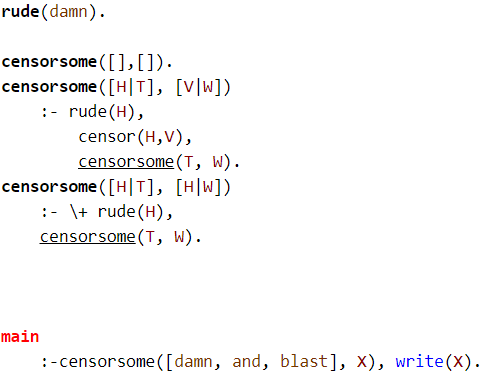 rude(damn).
censorsome([],[]).
censorsome([H|T], [V|W])
:- rude(H),
censor(H,V),
censorsome(T, W).
censorsome([H|T], [H|W])
:- \+ rude(H),
censorsome(T, W).
main
:-censorsome([damn, and, blast], X), write(X).